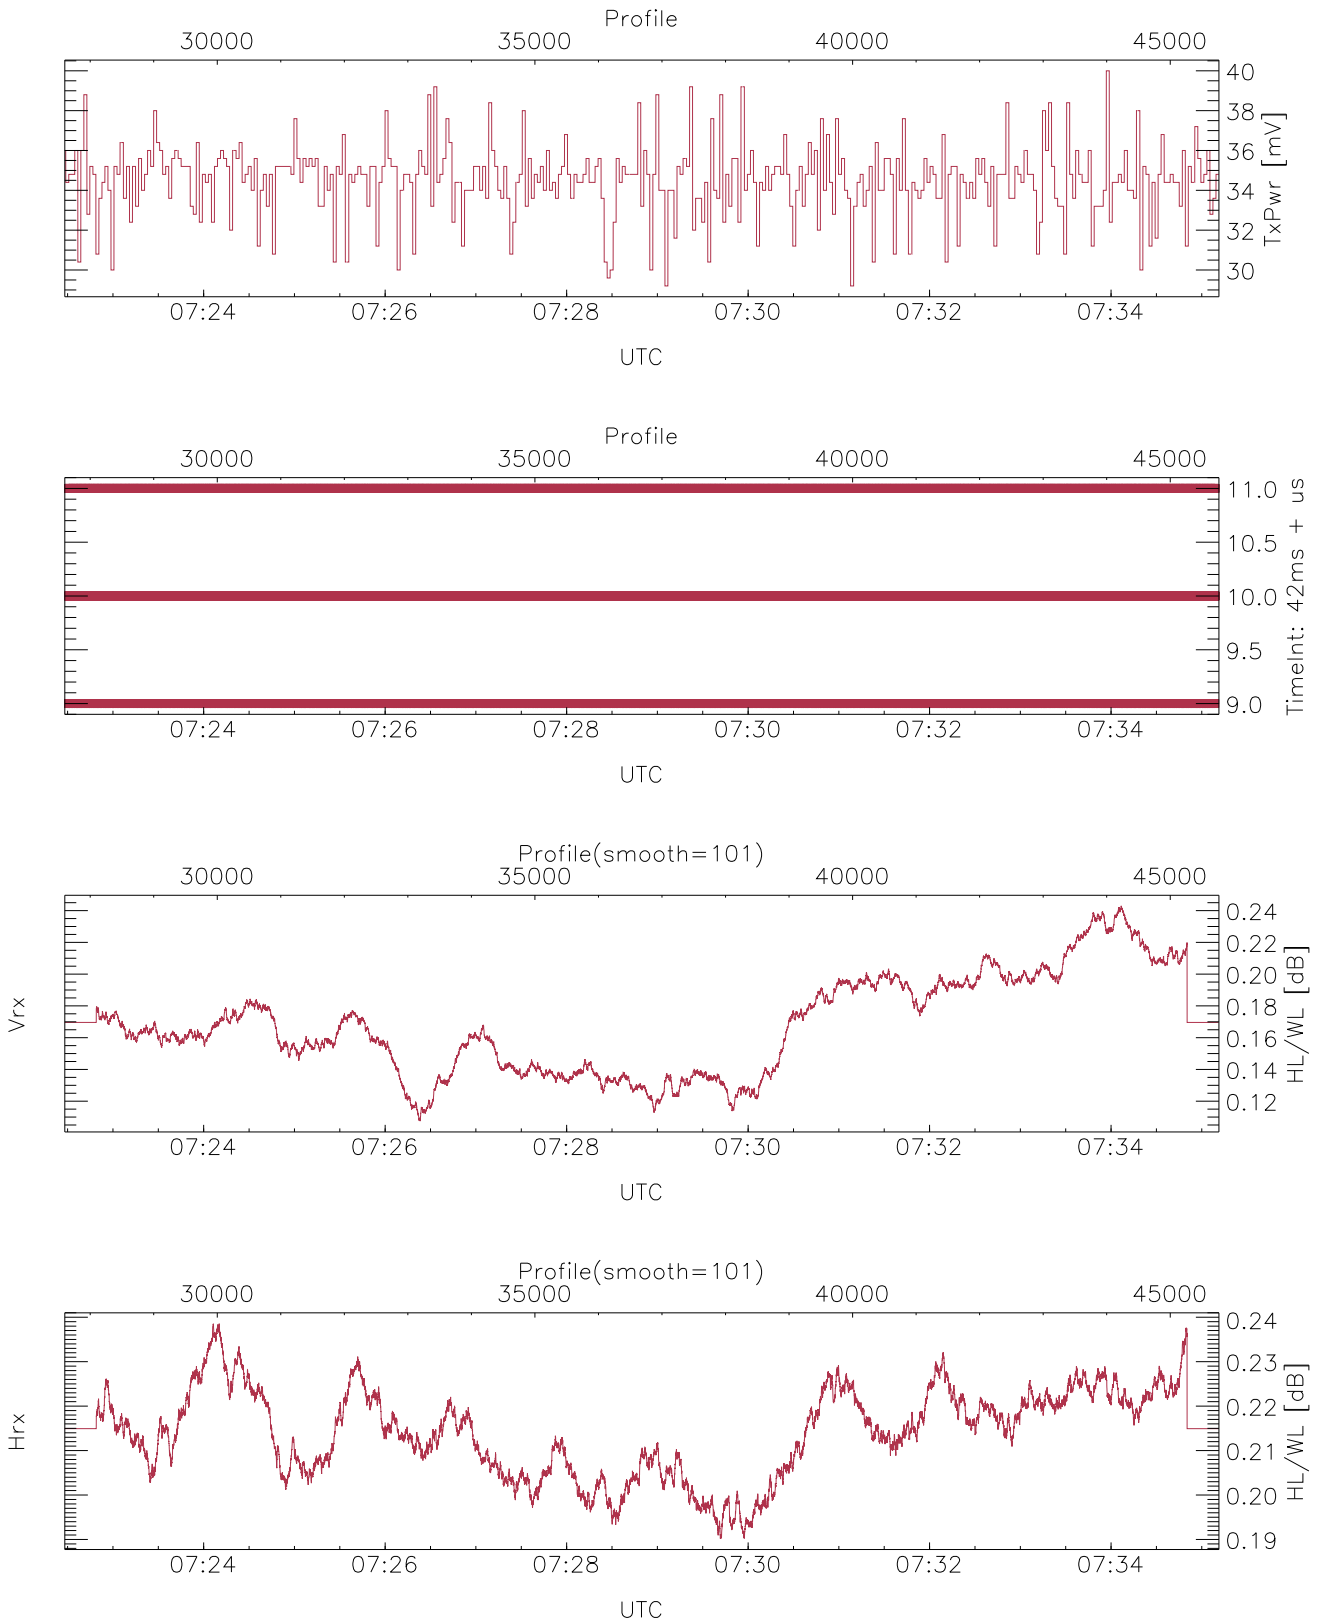 Profile
30000 35000 40000 45000
40
38
36
34
32
30
TxPwr [mV]
07:24 07:26 07:28 07:30 07:32 07:34
UTC
Profile
30000 35000 40000 45000
11.0
10.5
10.0
9.5
9.0
TimeInt: 42ms + us
07:24 07:26 07:28 07:30 07:32 07:34
UTC
Profile(smooth=101)
30000 35000 40000 45000
Vrx
0.24
0.22
0.20
0.18
0.16
0.14
0.12
HL/WL [dB]
07:24 07:26 07:28 07:30 07:32 07:34
UTC
Profile(smooth=101)
30000 35000 40000 45000
Hrx
0.24
0.23
0.22
0.21
0.20
0.19
HL/WL [dB]
07:24 07:26 07:28 07:30 07:32 07:34
UTC